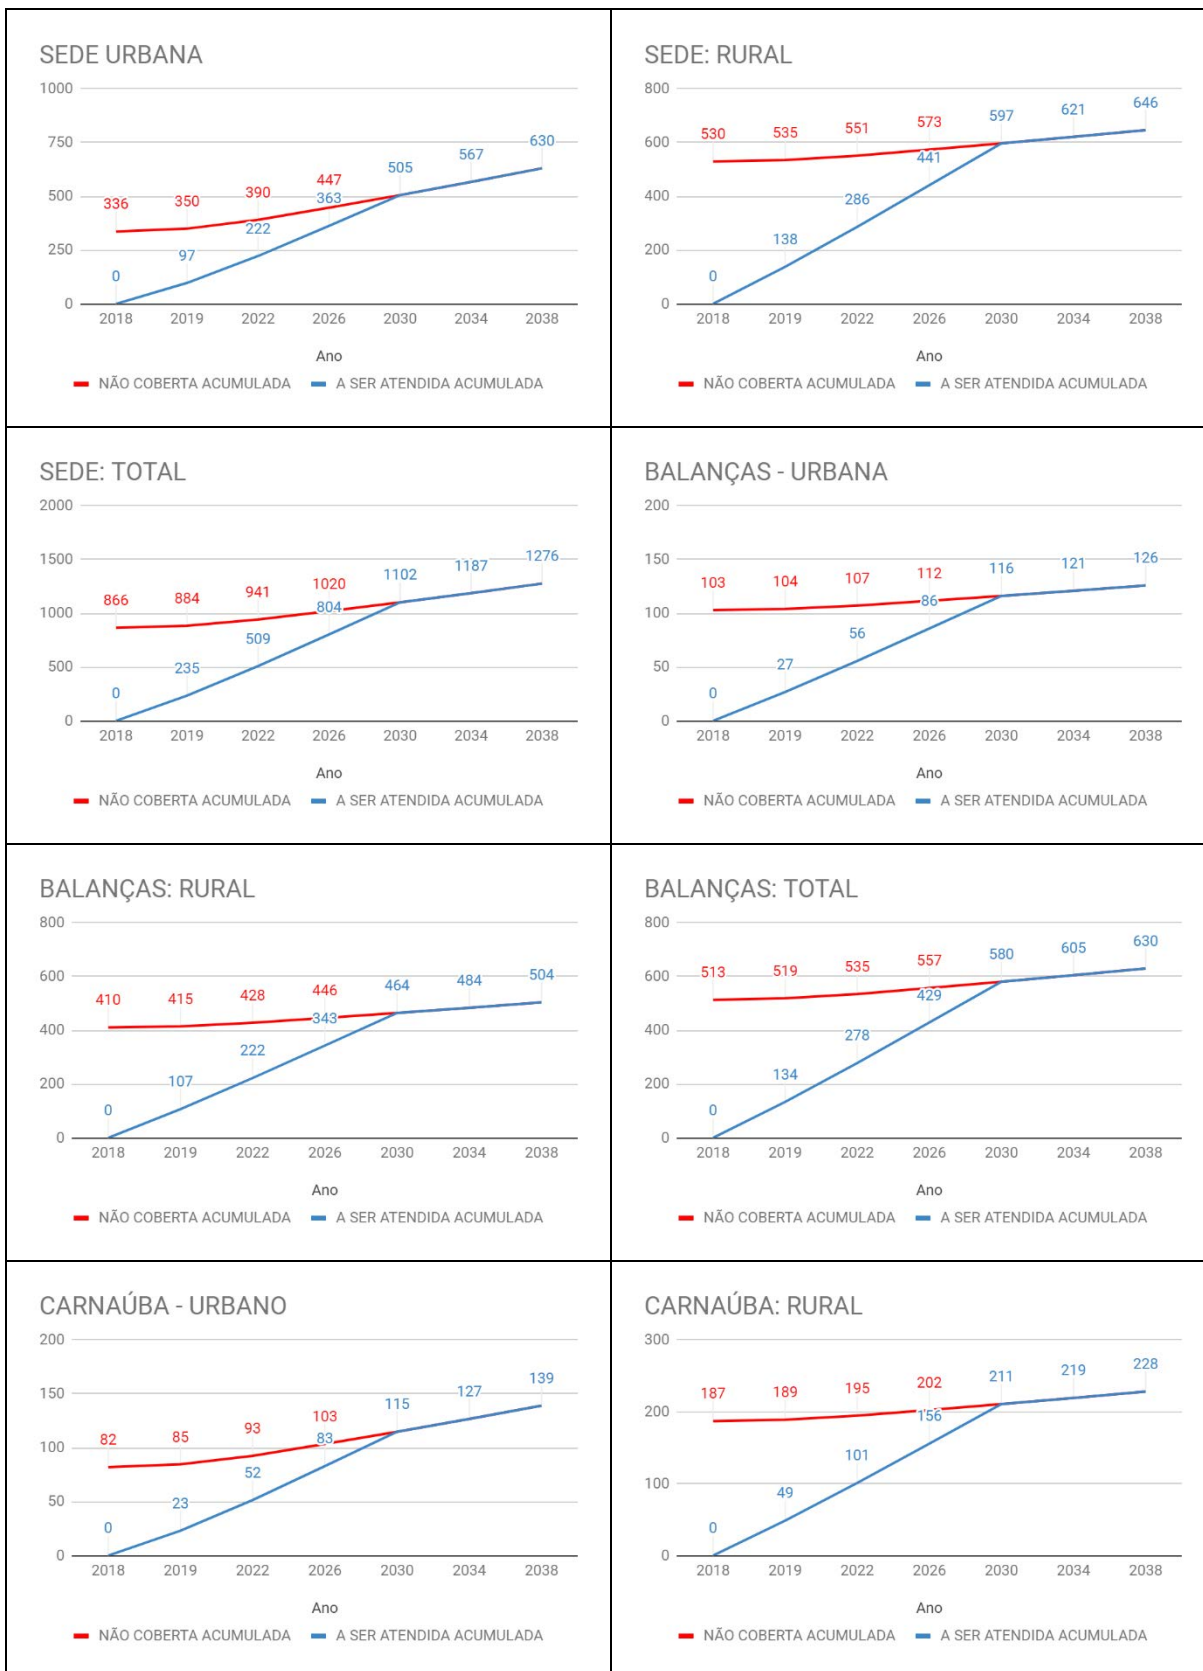 SEDE URBANA
1000
750
500
250
0
336 350 390 447 505 567 630
0 97 222 363
2018 2019 2022 2026 2030 2034 2038
Ano
NÃO COBERTA ACUMULADA A SER ATENDIDA ACUMULADA
SEDE: RURAL
800
600
400
200
0
530 535 551 573 597 621 646
0 138 286 441
2018 2019 2022 2026 2030 2034 2038
Ano
NÃO COBERTA ACUMULADA A SER ATENDIDA ACUMULADA
SEDE: TOTAL
2000
1500
1000
500
0
866 884 941 1020 1102 1187 1276
0 235 509 804
2018 2019 2022 2026 2030 2034 2038
Ano
NÃO COBERTA ACUMULADA A SER ATENDIDA ACUMULADA
BALANÇAS - URBANA
200
150
100
50
0
103 104 107 112 116 121 126
0 27 56 86
2018 2019 2022 2026 2030 2034 2038
Ano
NÃO COBERTA ACUMULADA A SER ATENDIDA ACUMULADA
BALANÇAS: RURAL
800
600
400
200
0
410 415 428 446 464 484 504
0 107 222 343
2018 2019 2022 2026 2030 2034 2038
Ano
NÃO COBERTA ACUMULADA A SER ATENDIDA ACUMULADA
BALANÇAS: TOTAL
800
600
400
200
0
513 519 535 557 580 605 630
0 134 278 429
2018 2019 2022 2026 2030 2034 2038
Ano
NÃO COBERTA ACUMULADA A SER ATENDIDA ACUMULADA
CARNAÚBA - URBANO
200
150
100
50
0
82 85 93 103 115 127 139
0 23 52 83
2018 2019 2022 2026 2030 2034 2038
Ano
NÃO COBERTA ACUMULADA A SER ATENDIDA ACUMULADA
CARNAÚBA: RURAL
300
200
100
0
187 189 195 202 211 219 228
0 49 101 156
2018 2019 2022 2026 2030 2034 2038
Ano
NÃO COBERTA ACUMULADA A SER ATENDIDA ACUMULADA